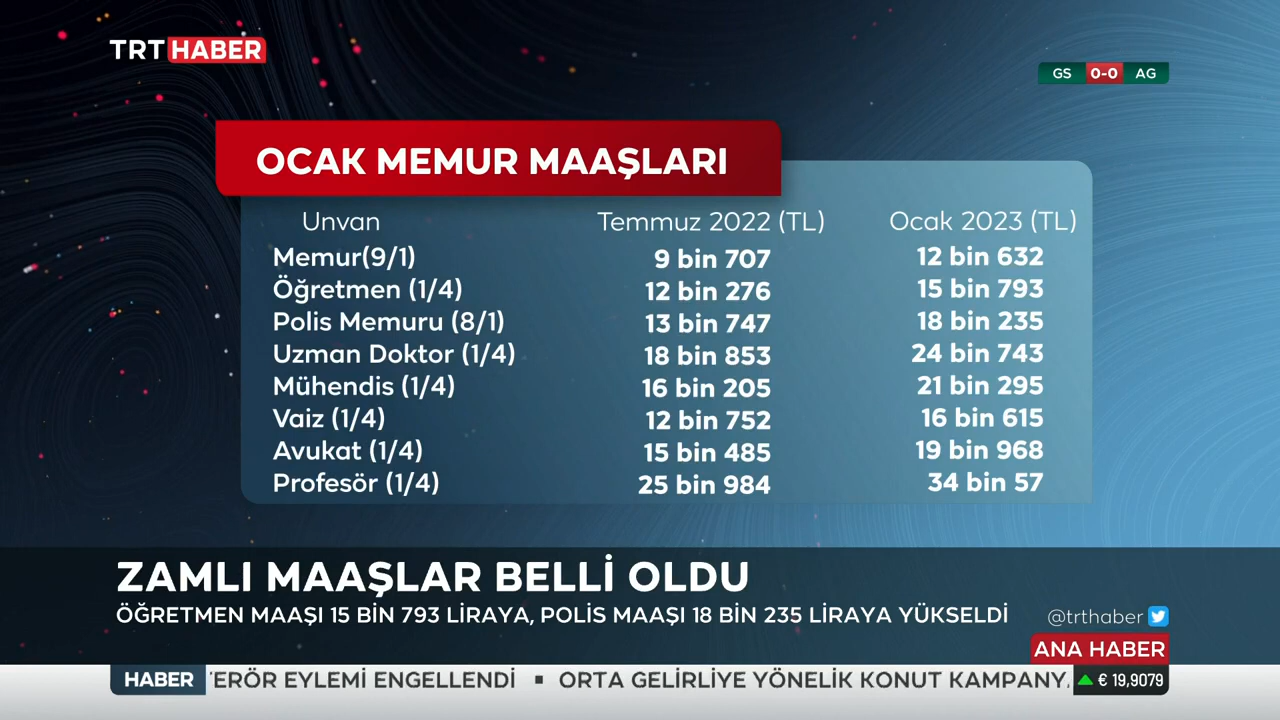 TRT HABER
GS 0-0 AG
OCAK MEMUR MAAŞLARI
Unvan Temmuz 2022 (TL) Ocak 2023 (TL)
Memur(9/1) 9 bin 707 12 bin 632
Öğretmen (1/4) 12 bin 276 15 bin 793
Polis Memuru (8/1) 13 bin 747 18 bin 235
Uzman Doktor (1/4) 18 bin 853 24 bin 743
Mühendis (1/4) 16 bin 205 21 bin 295
Vaiz (1/4) 12 bin 752 16 bin 615
Avukat (1/4) 15 bin 485 19 bin 968
Profesör (1/4) 25 bin 984 34 bin 57
ZAMLI MAAŞLAR BELLİ OLDU
ÖĞRETMEN MAAŞI 15 BİN 793 LİRAYA, POLİS MAAŞI 18 BİN 235 LİRAYA YÜKSELDİ
@trthaber
ANA HABER
HABER TERÖR EYLEMİ ENGELLENDİ ▪ ORTA GELİRLİYE YÖNELİK KONUT KAMPANY € 19,9079